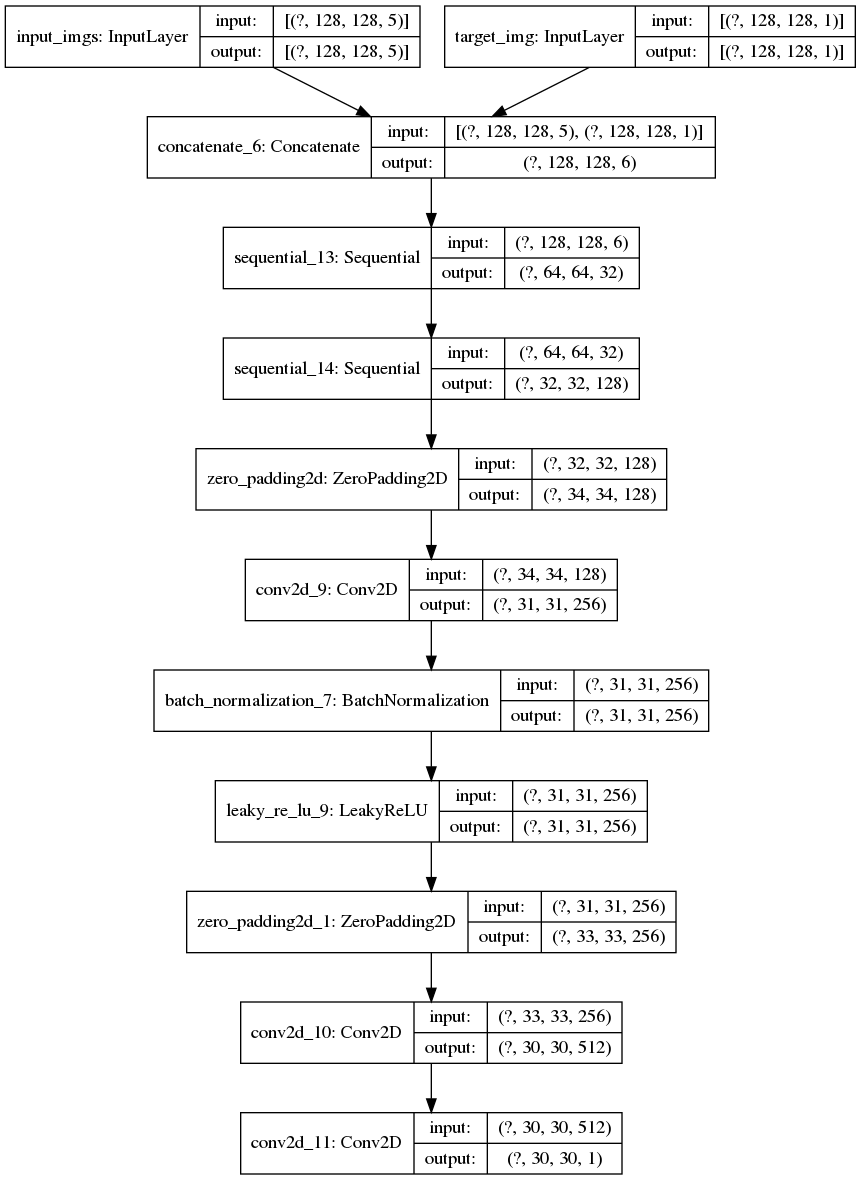 input_imgs: InputLayer
input: [(?, 128, 128, 5)]
output: [(?, 128, 128, 5)]
target_img: InputLayer
input: [(?, 128, 128, 1)]
output: [(?, 128, 128, 1)]
concatenate_6: Concatenate
input: [(?, 128, 128, 5), (?, 128, 128, 1)]
output: (?, 128, 128, 6)
sequential_13: Sequential
input: (?, 128, 128, 6)
output: (?, 64, 64, 32)
sequential_14: Sequential
input: (?, 64, 64, 32)
output: (?, 32, 32, 128)
zero_padding2d: ZeroPadding2D
input: (?, 32, 32, 128)
output: (?, 34, 34, 128)
conv2d_9: Conv2D
input: (?, 34, 34, 128)
output: (?, 31, 31, 256)
batch_normalization_7: BatchNormalization
input: (?, 31, 31, 256)
output: (?, 31, 31, 256)
leaky_re_lu_9: LeakyReLU
input: (?, 31, 31, 256)
output: (?, 31, 31, 256)
zero_padding2d_1: ZeroPadding2D
input: (?, 31, 31, 256)
output: (?, 33, 33, 256)
conv2d_10: Conv2D
input: (?, 33, 33, 256)
output: (?, 30, 30, 512)
conv2d_11: Conv2D
input: (?, 30, 30, 512)
output: (?, 30, 30, 1)